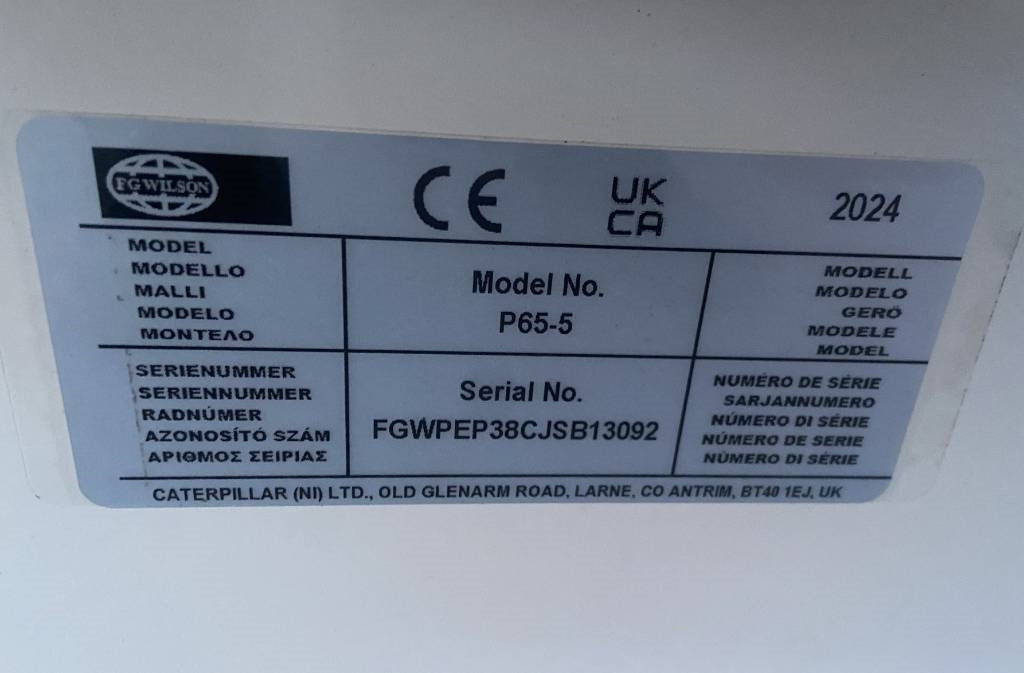 FG WILSON
CE
UK
CA
2024
MODEL
MODELLO
MALLI
MODELO
ΜΟΝΤΕΛΟ
Model No.
P65-5
MODELL
MODELO
GERÖ
MODELE
MODEL
SERIENUMMER
SERIENNUMMER
RADNÚMER
AZONOSÍTÓ SZÁM
ΑΡΙΘΜΟΣ ΣΕΙΡΙΑΣ
Serial No.
FGWPEP38CJSB13092
NUMÉRO DE SÉRIE
SARJANNUMERO
NÚMERO DI SÉRIE
NÚMERO DE SERIE
NÚMERO DI SÉRIE
CATERPILLAR (NI) LTD., OLD GLENARM ROAD, LARNE, CO ANTRIM, BT40 1EJ, UK